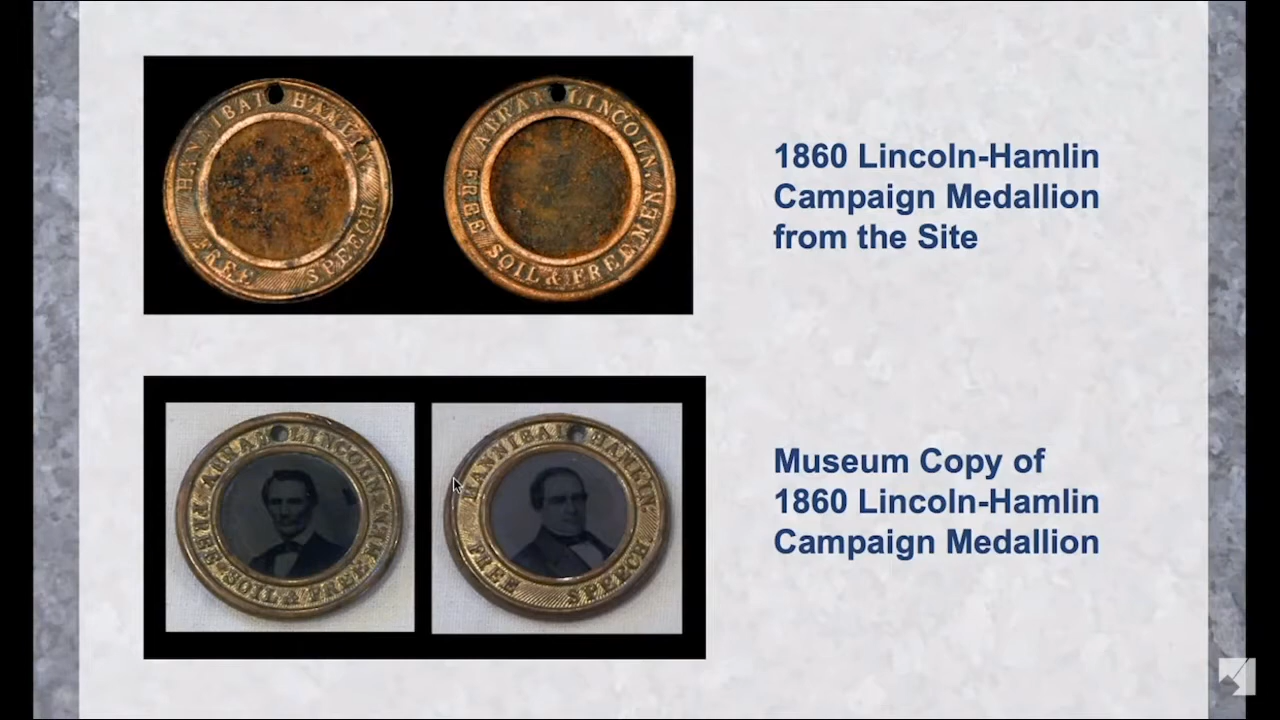 HANNIBAL HAMLIN
FREE SPEECH
ABRAM LINCOLN
FREE SOIL & FREEMEN
1860 Lincoln-Hamlin
Campaign Medallion
from the Site
ABRAM LINCOLN
FREE SOIL & FREEMEN
HANNIBAL HAMLIN
FREE SPEECH
Museum Copy of
1860 Lincoln-Hamlin
Campaign Medallion